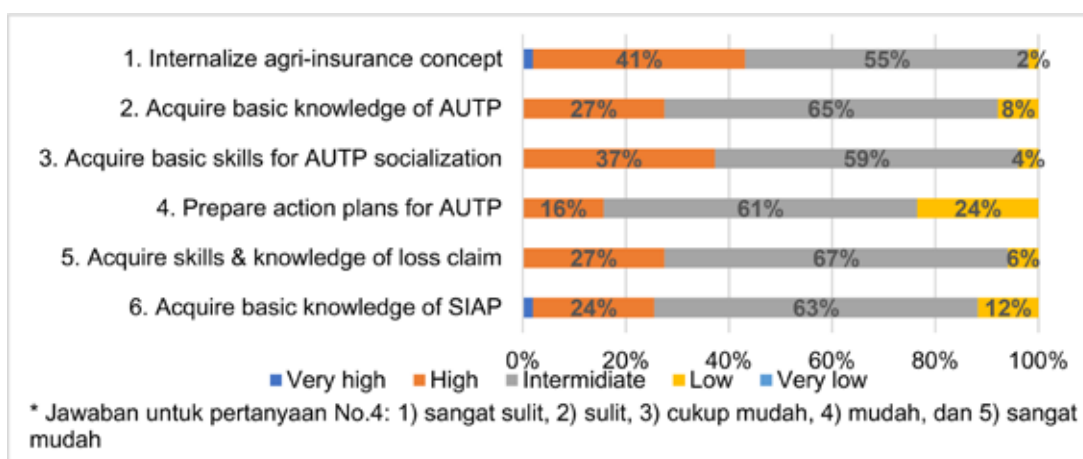 1. Internalize agri-insurance concept 41% 55% 2%
2. Acquire basic knowledge of AUTP 27% 65% 8%
3. Acquire basic skills for AUTP socialization 37% 59% 4%
4. Prepare action plans for AUTP 16% 61% 24%
5. Acquire skills & knowledge of loss claim 27% 67% 6%
6. Acquire basic knowledge of SIAP 24% 63% 12%
0% 20% 40% 60% 80% 100%
Very high High Intermidiate Low Very low
* Jawaban untuk pertanyaan No.4: 1) sangat sulit, 2) sulit, 3) cukup mudah, 4) mudah, dan 5) sangat
mudah